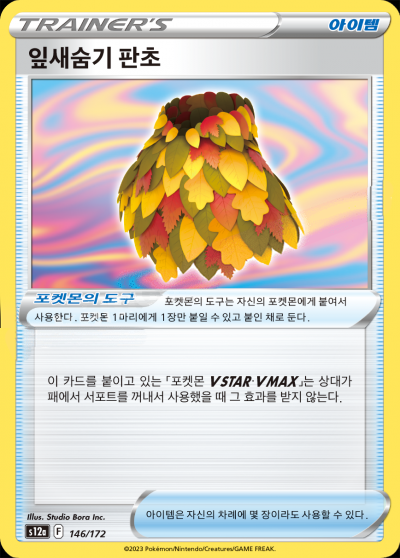 TRAINER'S 아이템
잎새숨기 판초
포켓몬의 도구 포켓몬의 도구는 자신의 포켓몬에게 붙여서
사용한다. 포켓몬 1마리에게 1장만 붙일 수 있고 붙인 채로 둔다.
이 카드를 붙이고 있는 「포켓몬 VSTAR·VMAX」는 상대가
패에서 서포트를 꺼내서 사용했을 때 그 효과를 받지 않는다.
Illus. Studio Bora Inc.
s12a F 146/172
아이템은 자신의 차례에 몇 장이라도 사용할 수 있다.
©2023 Pokémon/Nintendo/Creatures/GAME FREAK.